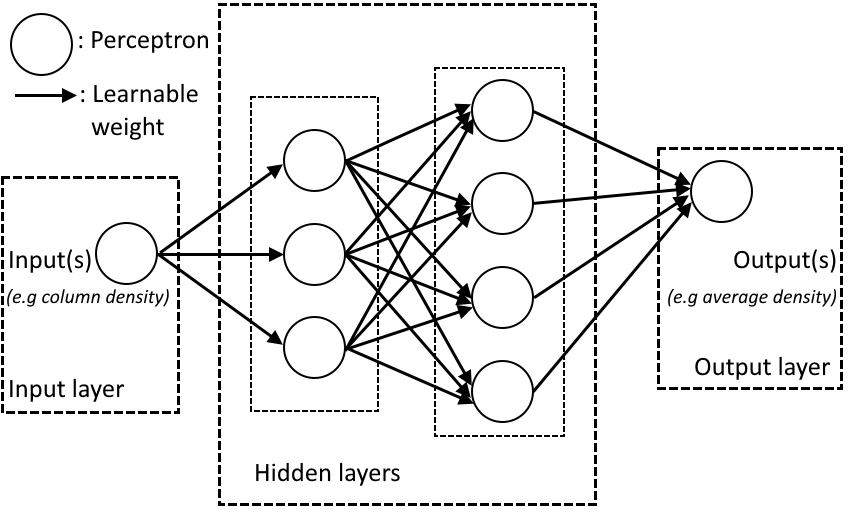 : Perceptron
: Learnable
weight
Input(s)
(e.g column density)
Input layer
Hidden layers
Output(s)
(e.g average density)
Output layer